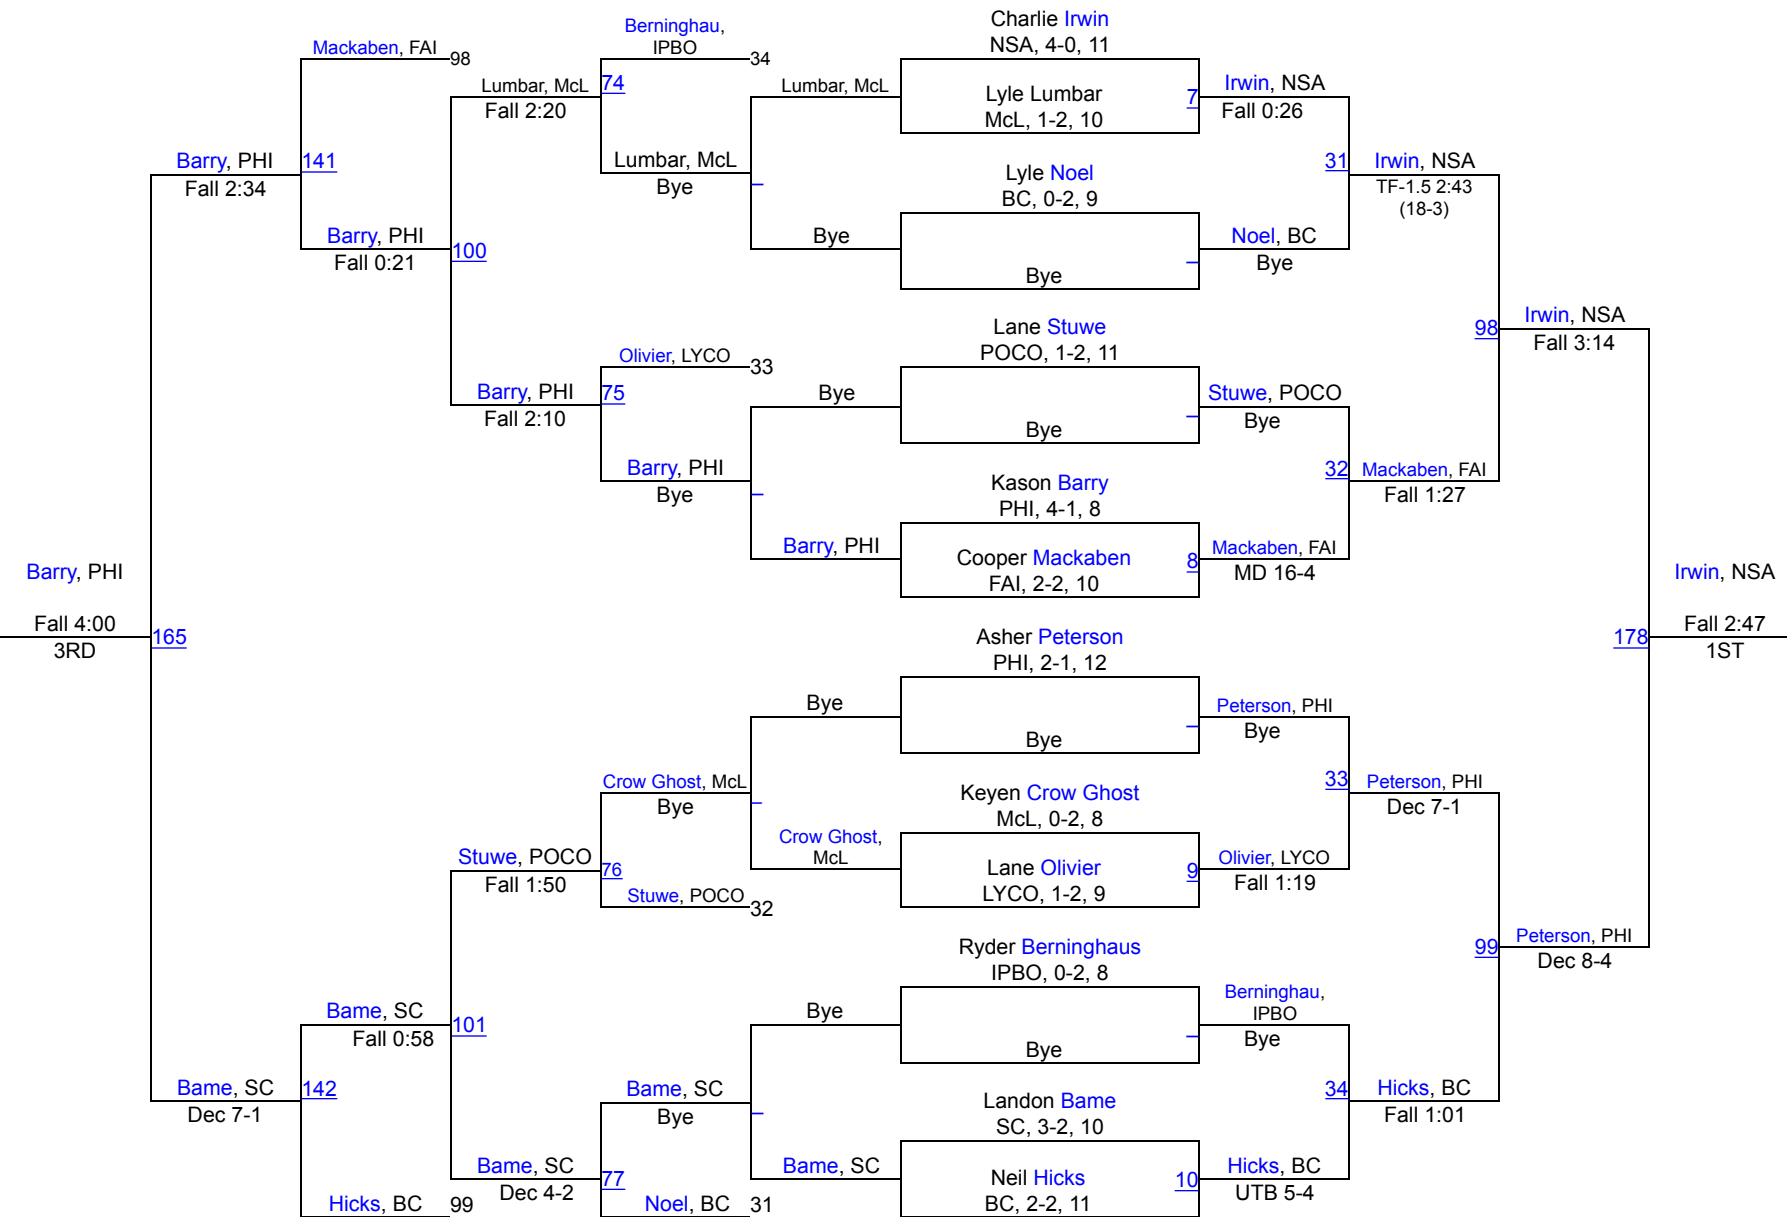 Charlie Irwin
NSA, 4-0, 11
Lyle Lumbar
McL, 1-2, 10
7
Lyle Noel
BC, 0-2, 9
Bye
Lane Stuwe
POCO, 1-2, 11
Bye
Kason Barry
PHI, 4-1, 8
Cooper Mackaben
FAI, 2-2, 10
8
Asher Peterson
PHI, 2-1, 12
Bye
Keyen Crow Ghost
McL, 0-2, 8
Lane Olivier
LYCO, 1-2, 9
9
Ryder Berninghaus
IPBO, 0-2, 8
Bye
Landon Bame
SC, 3-2, 10
Neil Hicks
BC, 2-2, 11
10
Irwin, NSA
Fall 0:26
31
Noel, BC
Bye
Stuwe, POCO
Bye
32
Mackaben, FAI
MD 16-4
Peterson, PHI
Bye
33
Olivier, LYCO
Fall 1:19
Berninghau,
IPBO
Bye
34
Hicks, BC
UTB 5-4
Irwin, NSA
TF-1.5 2:43
(18-3)
98
Mackaben, FAI
Fall 1:27
Peterson, PHI
Dec 7-1
99
Hicks, BC
Fall 1:01
Irwin, NSA
Fall 3:14
178
Peterson, PHI
Dec 8-4
Irwin, NSA
Fall 2:47
1ST
Lumbar, McL
Bye
Bye
Barry, PHI
Bye
Crow Ghost,
McL
Bye
Bame, SC
Berninghau,
IPBO
34
74
Lumbar, McL
Bye
Olivier, LYCO
33
75
Barry, PHI
Bye
Crow Ghost, McL
Bye
76
Stuwe, POCO
32
Bame, SC
Bye
77
Noel, BC
31
Lumbar, McL
Fall 2:20
100
Barry, PHI
Fall 2:10
Stuwe, POCO
Fall 1:50
101
Bame, SC
Dec 4-2
Mackaben, FAI
98
141
Barry, PHI
Fall 0:21
Bame, SC
Fall 0:58
142
Hicks, BC
99
Barry, PHI
Fall 2:34
165
Bame, SC
Dec 7-1
Barry, PHI
Fall 4:00
3RD